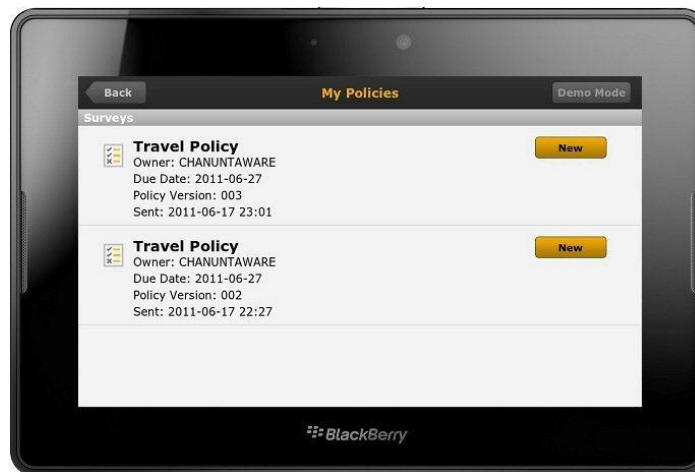 Back
My Policies
Demo Mode
Surveys
Travel Policy
New
Owner: CHANUNTAWARE
Due Date: 2011-06-27
Policy Version: 003
Sent: 2011-06-17 23:01
Travel Policy
New
Owner: CHANUNTAWARE
Due Date: 2011-06-27
Policy Version: 002
Sent: 2011-06-17 22:27
BlackBerry